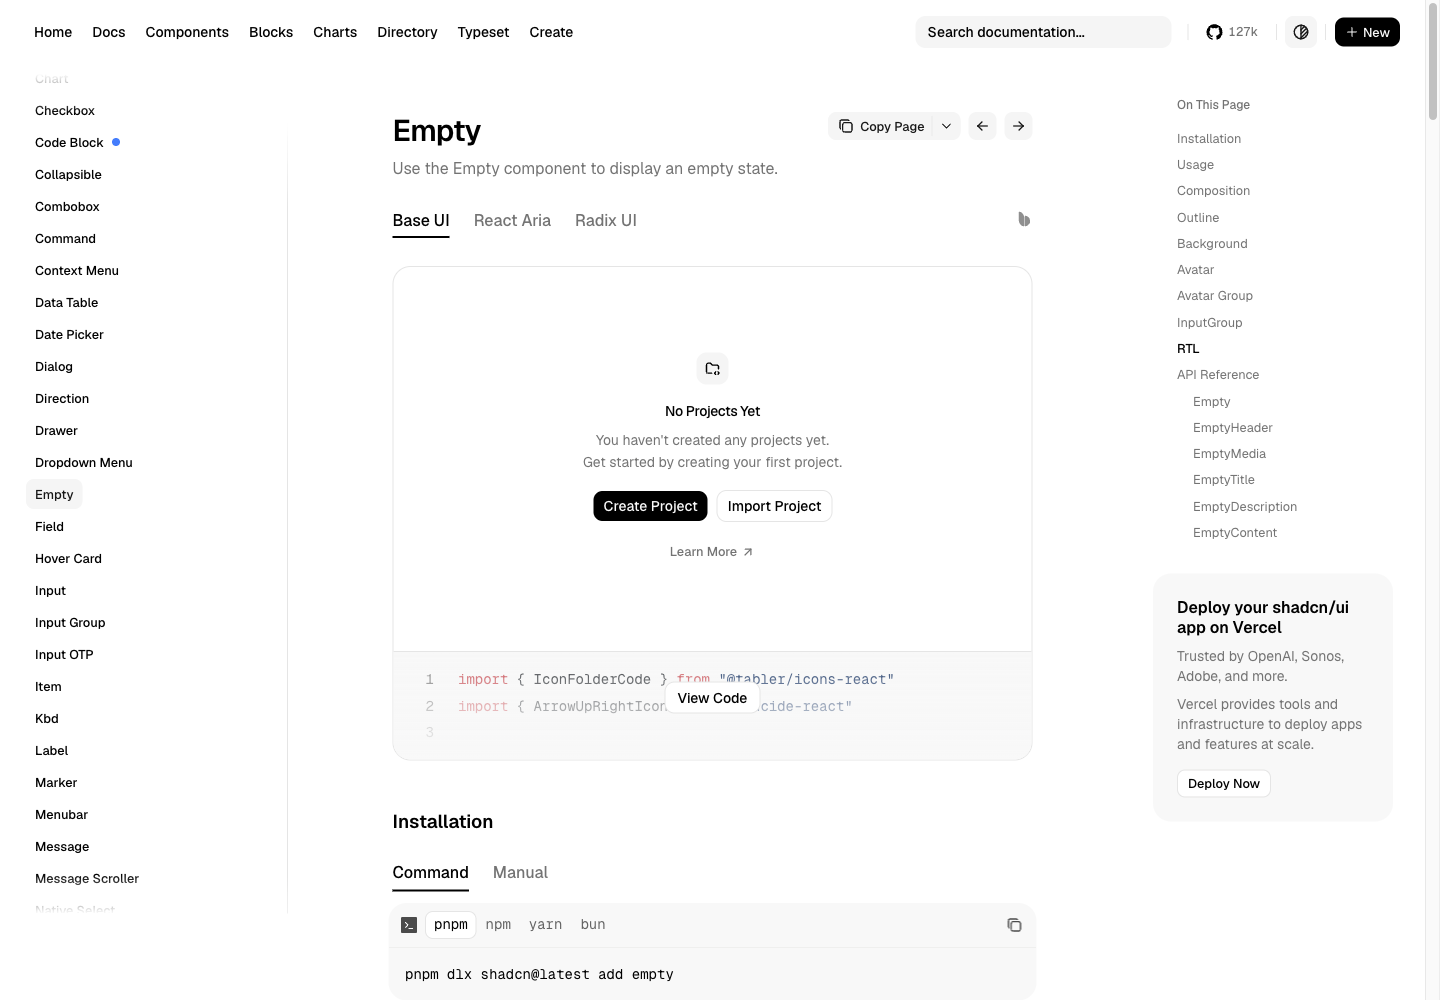 Home Docs Components Blocks Charts Directory Typeset Create
Search documentation...
127k
New
Chart
Checkbox
Code Block
Collapsible
Combobox
Command
Context Menu
Data Table
Date Picker
Dialog
Direction
Drawer
Dropdown Menu
Empty
Field
Hover Card
Input
Input Group
Input OTP
Item
Kbd
Label
Marker
Menubar
Message
Message Scroller
Native Select
Empty
Copy Page
Use the Empty component to display an empty state.
Base UI React Aria Radix UI
No Projects Yet
You haven't created any projects yet.
Get started by creating your first project.
Create Project Import Project
Learn More
1 import { IconFolderCode } from "@tabler/icons-react"
View Code
2 import { ArrowUpRightIcon cide-react"
3
Installation
Command Manual
pnpm npm yarn bun
pnpm dlx shadcn@latest add empty
On This Page
Installation
Usage
Composition
Outline
Background
Avatar
Avatar Group
InputGroup
RTL
API Reference
Empty
EmptyHeader
EmptyMedia
EmptyTitle
EmptyDescription
EmptyContent
Deploy your shadcn/ui
app on Vercel
Trusted by OpenAI, Sonos,
Adobe, and more.
Vercel provides tools and
infrastructure to deploy apps
and features at scale.
Deploy Now